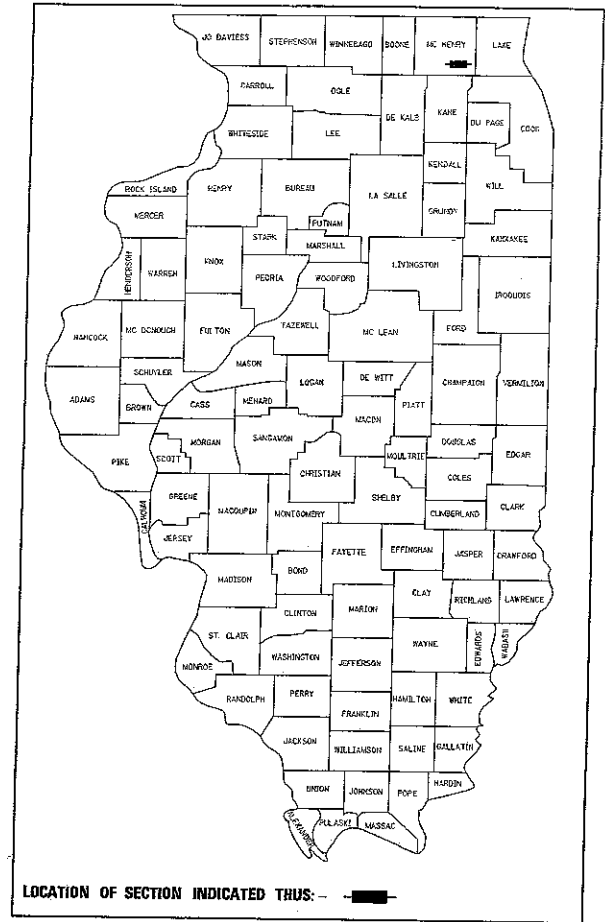 JO DAVIESS
STEPHENSON
WINNEBAGO
BOONE
MC HENRY
LAKE
CARROLL
OGLE
DE KALB
KANE
DU PAGE
COOK
WHITESIDE
LEE
KENDALL
WILL
ROCK ISLAND
HENRY
BUREAU
LA SALLE
GRUNDY
MERCER
PUTNAM
KANKAKEE
STARK
MARSHALL
LIVINGSTON
HENDERSON
WARREN
KNOX
PEORIA
WOODFORD
IROQUOIS
HANCOCK
MC DONOUGH
FULTON
TAZEWELL
MC LEAN
FORD
SCHUYLER
MASON
LOGAN
DE WITT
CHAMPAIGN
VERMILION
ADAMS
BROWN
CASS
MENARD
PIATT
MACON
MORGAN
SANGAMON
DOUGLAS
EDGAR
PIKE
SCOTT
MOULTRIE
CHRISTIAN
COLES
GREENE
SHELBY
CALHOUN
MACOUPIN
MONTGOMERY
CUMBERLAND
CLARK
JERSEY
FAYETTE
EFFINGHAM
JASPER
CRAWFORD
MADISON
BOND
CLAY
RICHLAND
LAWRENCE
CLINTON
MARION
ST. CLAIR
WAYNE
EDWARDS
WABASH
WASHINGTON
JEFFERSON
MONROE
RANDOLPH
PERRY
HAMILTON
WHITE
FRANKLIN
JACKSON
WILLIAMSON
SALINE
GALLATIN
UNION
JOHNSON
POPE
HARDIN
ALEXANDER
PULASKI
MASSAC
LOCATION OF SECTION INDICATED THUS: -